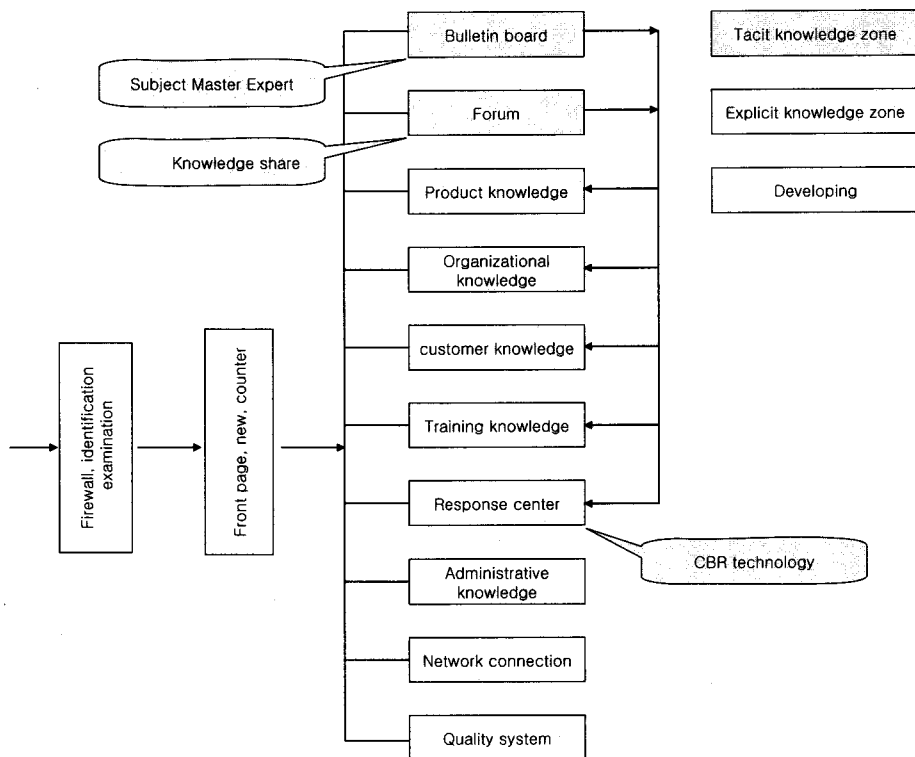 Bulletin board
Tacit knowledge zone
Subject Master Expert
Forum
Explicit knowledge zone
Knowledge share
Product knowledge
Developing
Organizational
knowledge
customer knowledge
Firewall, identification
examination
Front page, new, counter
Training knowledge
Response center
CBR technology
Administrative
knowledge
Network connection
Quality system